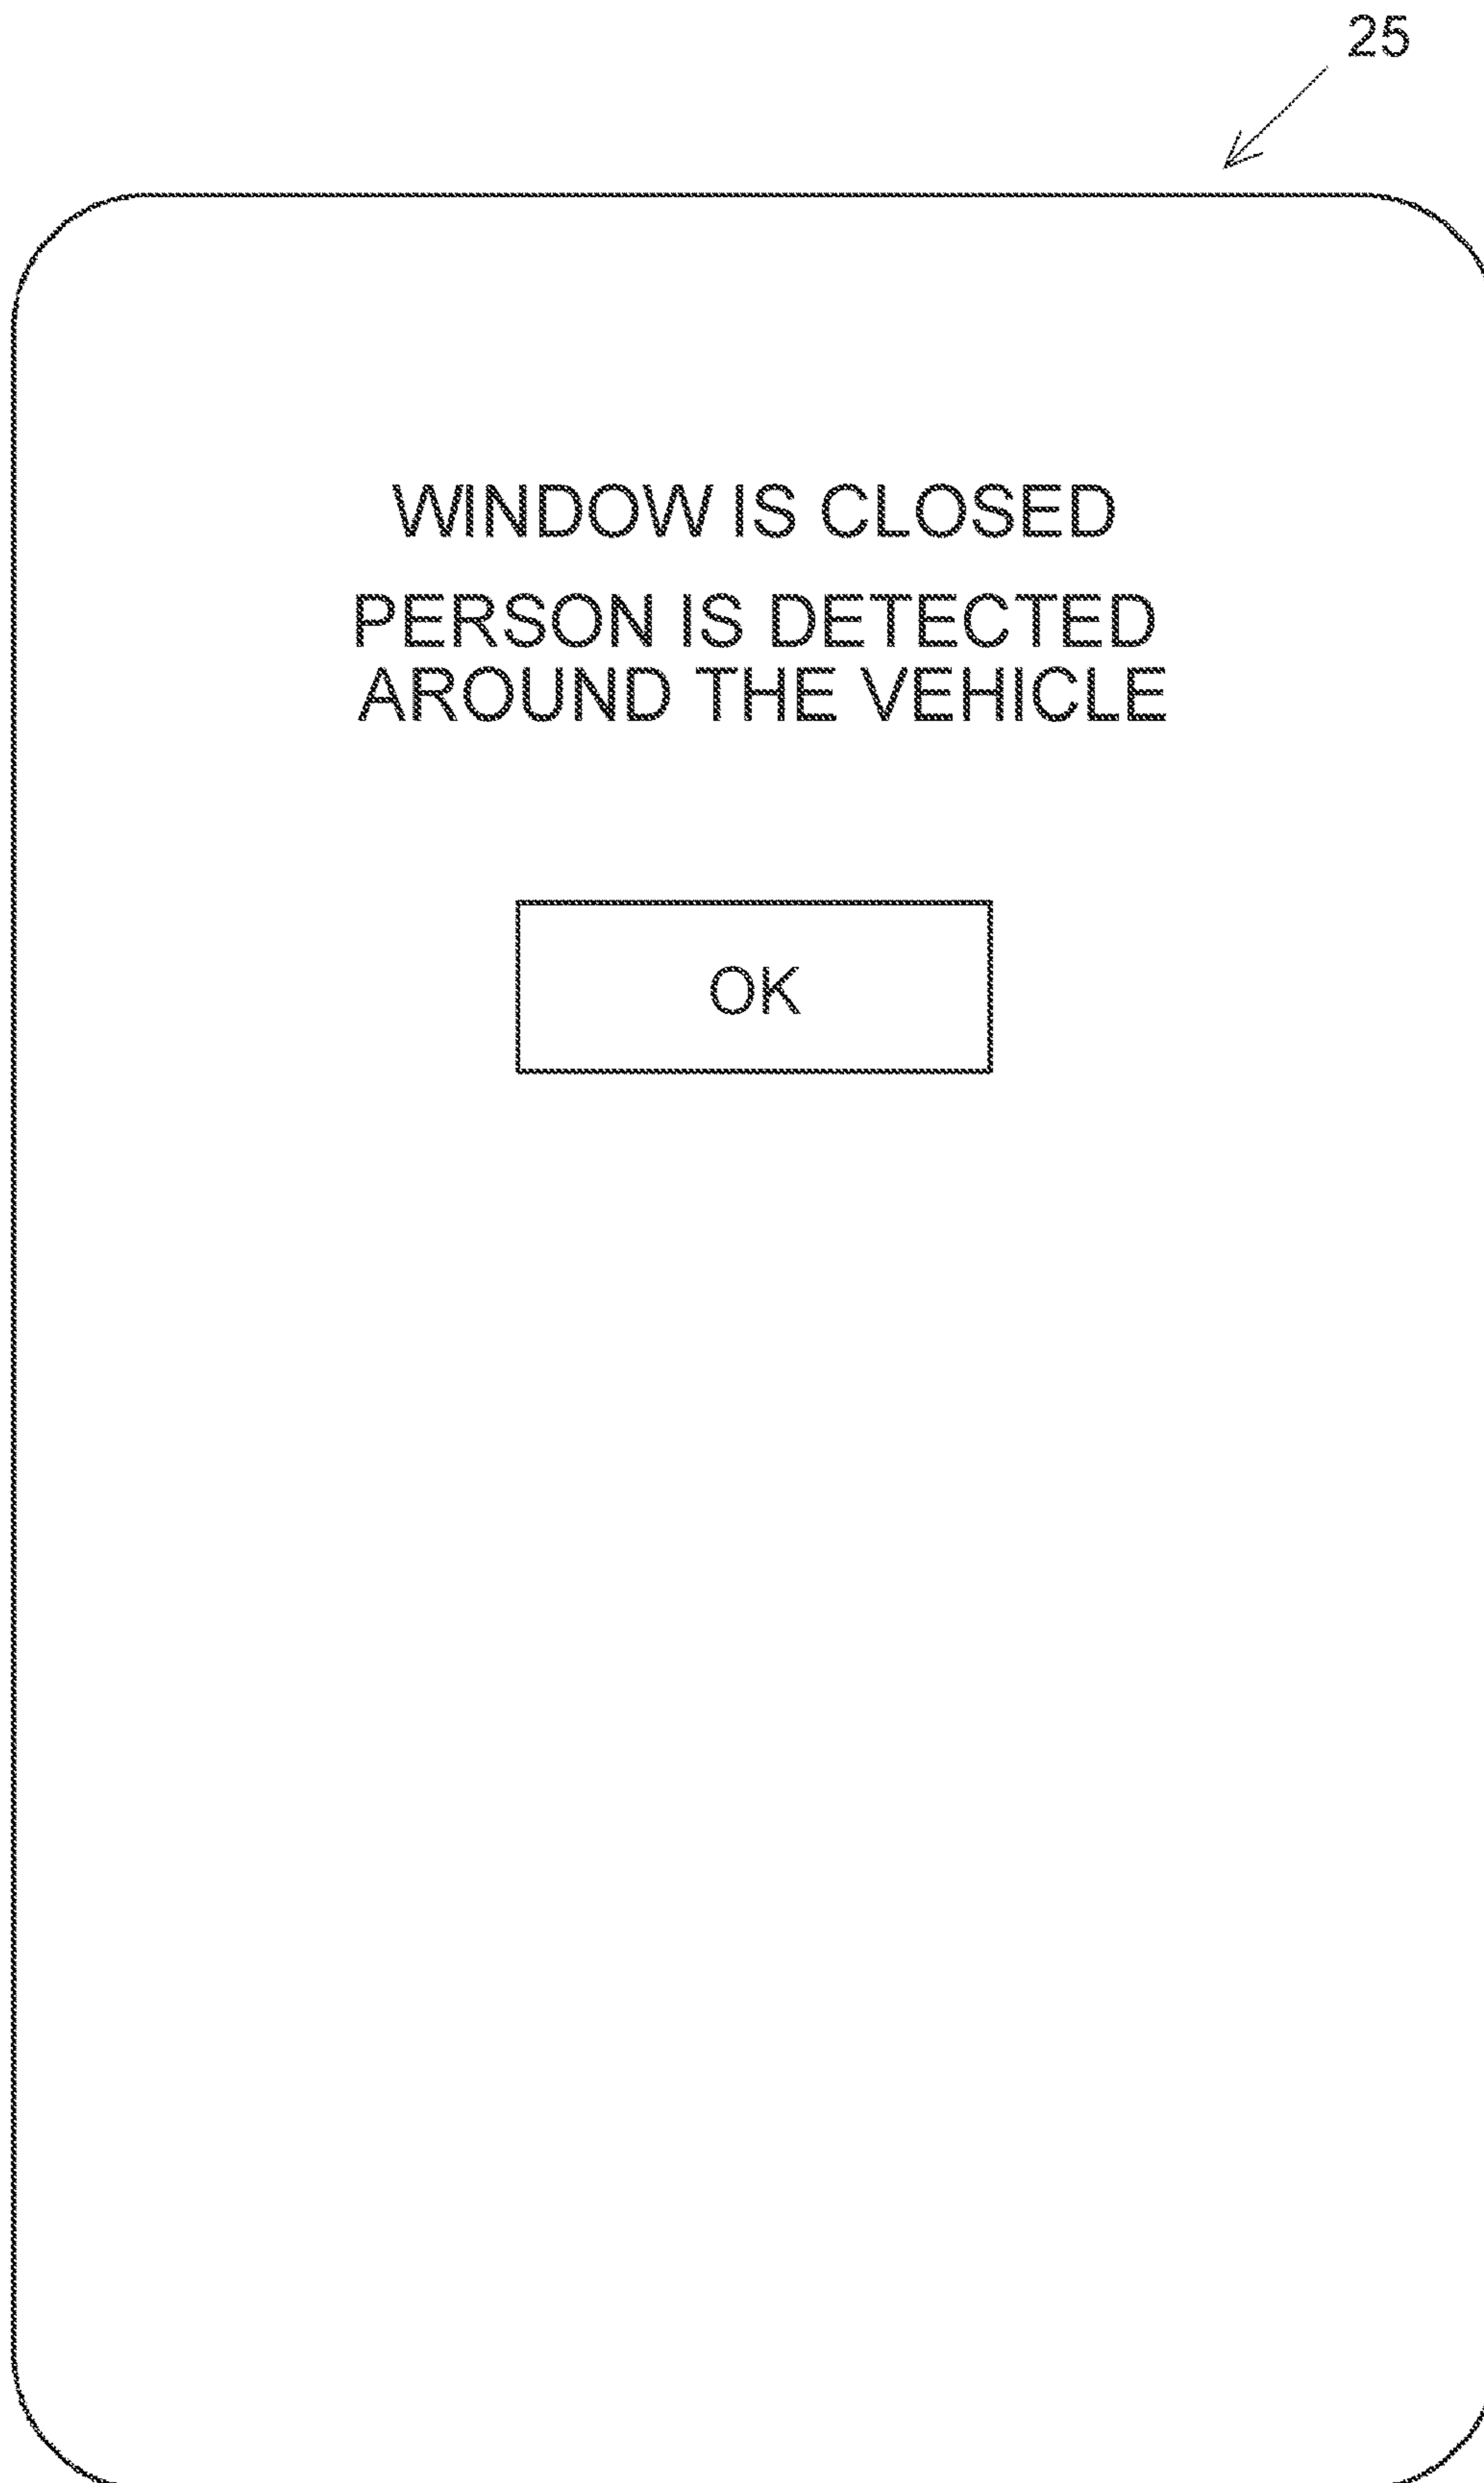 25
WINDOW IS CLOSED
PERSON IS DETECTED
AROUND THE VEHICLE
OK